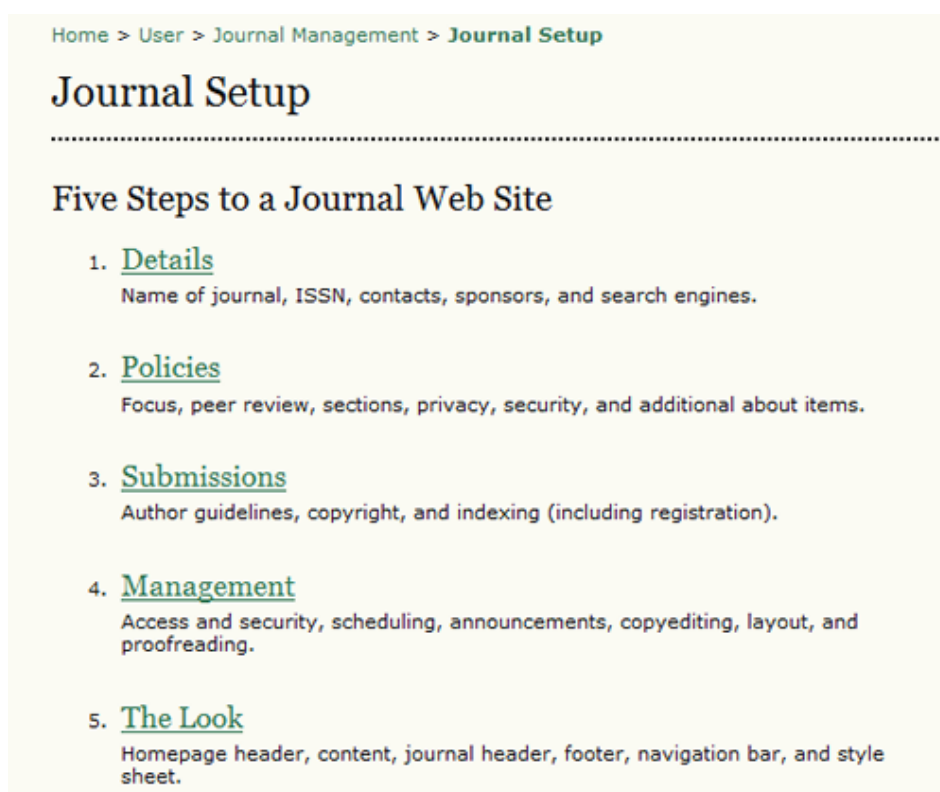 Home > User > Journal Management > Journal Setup
Journal Setup
Five Steps to a Journal Web Site
1. Details
Name of journal, ISSN, contacts, sponsors, and search engines.
2. Policies
Focus, peer review, sections, privacy, security, and additional about items.
3. Submissions
Author guidelines, copyright, and indexing (including registration).
4. Management
Access and security, scheduling, announcements, copyediting, layout, and
proofreading.
5. The Look
Homepage header, content, journal header, footer, navigation bar, and style
sheet.